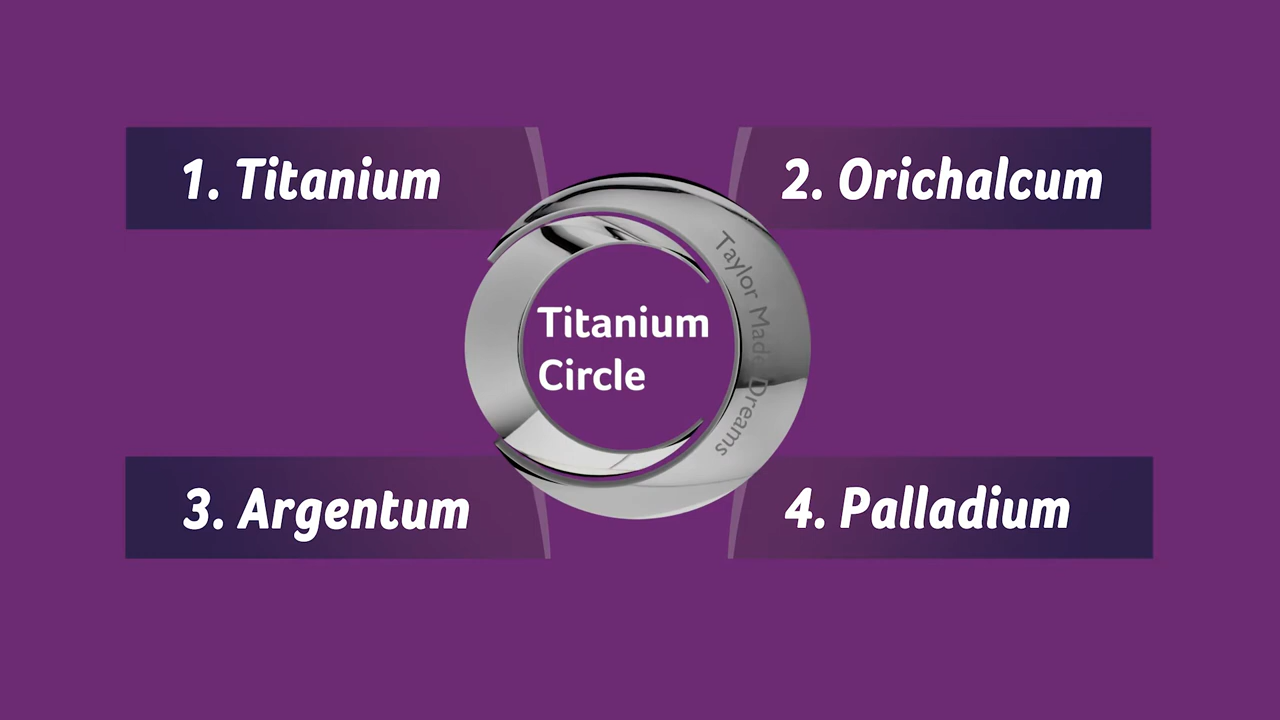 1. Titanium
2. Orichalcum
Titanium
Circle
Taylor Made Dreams
3. Argentum
4. Palladium